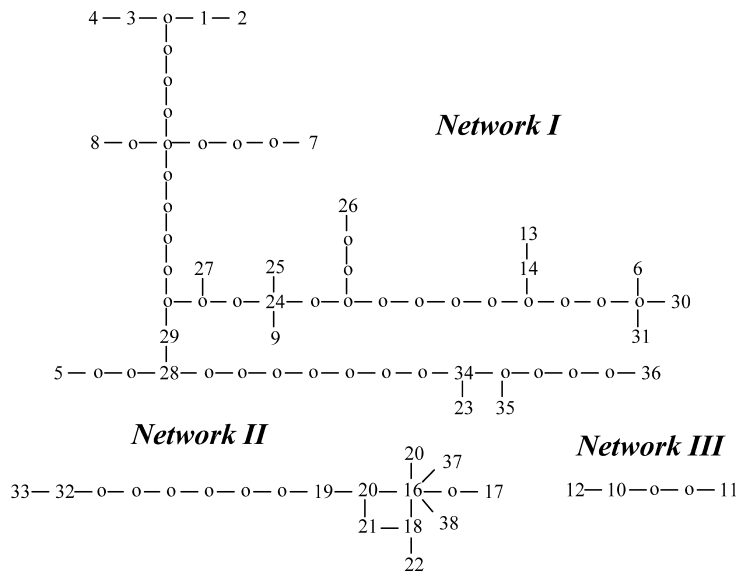 4 — 3 — o — 1 — 2
o
o
o
Network I
8 — o — o — o — o — o — 7
o
o 26
o 13
o
o 27 25 o 14 6
o — o — o — 24 — o — o — o — o — o — o — o — o — o — o — 30
29 9 31
5 — o — o — 28 — o — o — o — o — o — o — o — 34 — o — o — o — o — 36
23 35
Network II
Network III
20 37
33 — 32 — o — o — o — o — o — o — 19 — 20 — 16 — o — 17
12 — 10 — o — o — 11
21 — 18 38
22